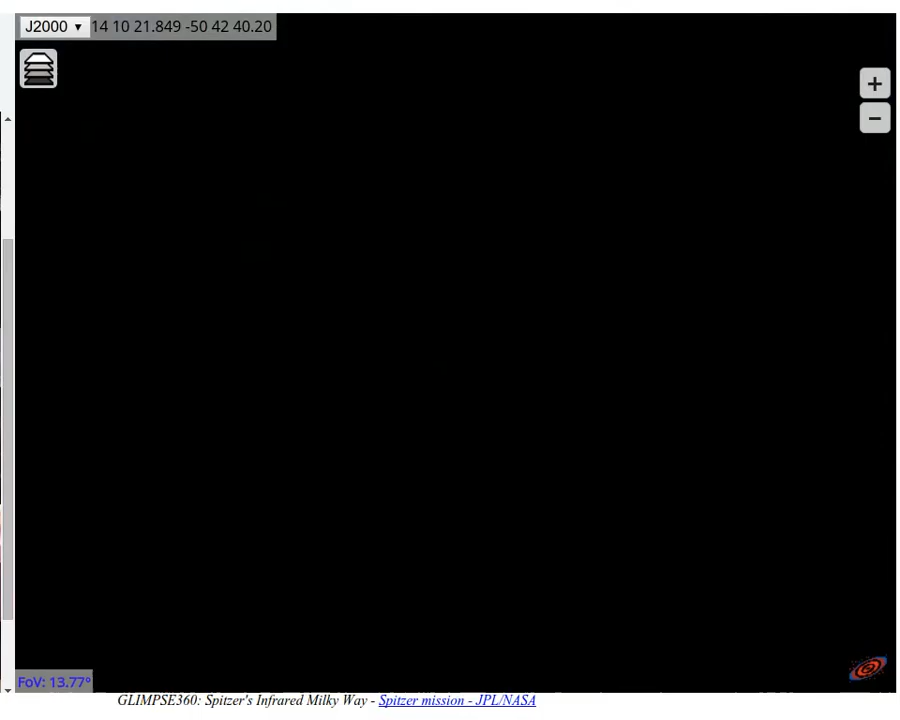 J2000 14 10 21.849 -50 42 40.20
FoV: 13.77°
GLIMPSE360: Spitzer's Infrared Milky Way - Spitzer mission - JPL/NASA